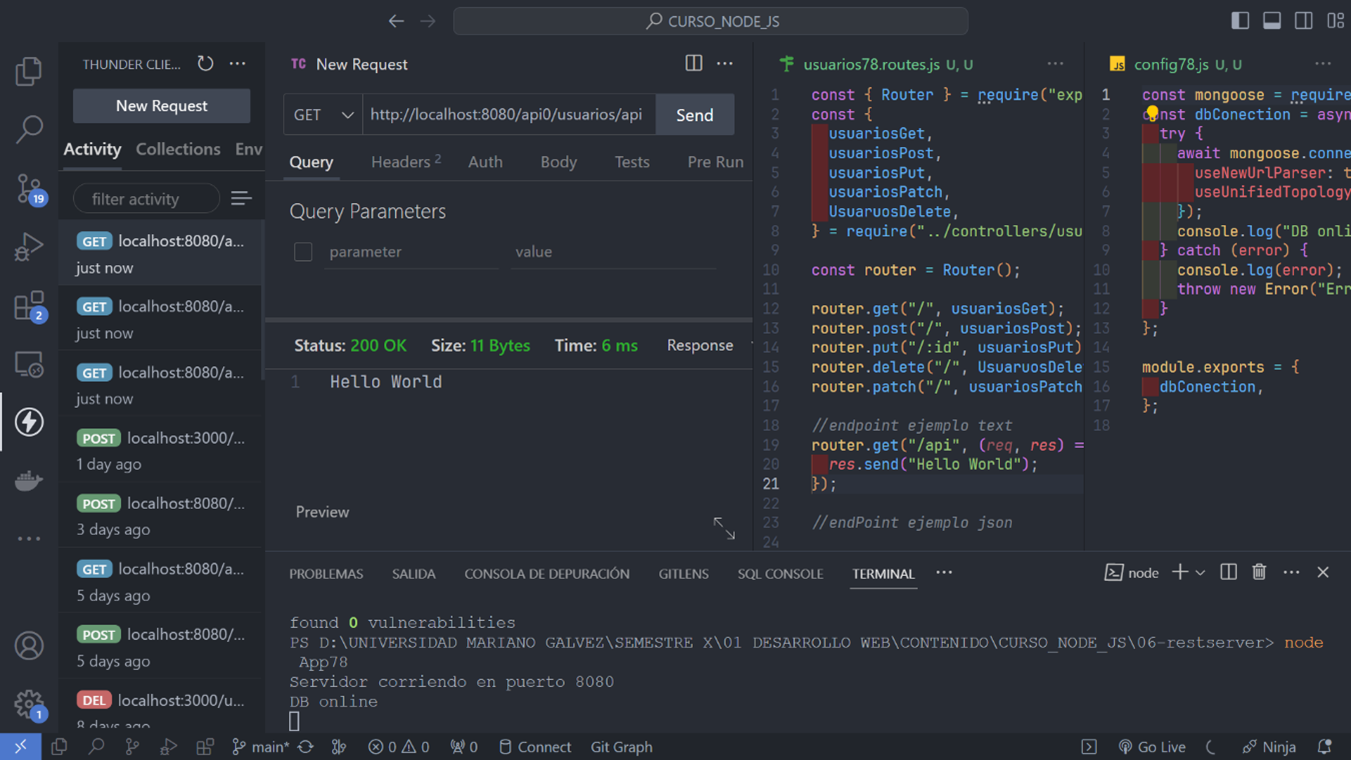 CURSO_NODE_JS
THUNDER CLIE...
New Request
Activity Collections Env
filter activity
GET localhost:8080/a...
just now
GET localhost:8080/a...
just now
GET localhost:8080/a...
just now
POST localhost:3000/...
1 day ago
POST localhost:8080/...
3 days ago
GET localhost:8080/a...
5 days ago
POST localhost:8080/...
5 days ago
DEL localhost:3000/u...
8 days ago
19
2
1
TC New Request
GET http://localhost:8080/api0/usuarios/api Send
Query Headers 2 Auth Body Tests Pre Run
Query Parameters
parameter value
Status: 200 OK Size: 11 Bytes Time: 6 ms Response
1 Hello World
Preview
usuarios78.routes.js U, U
1 const { Router } = require("exp
2 const {
3 usuariosGet,
4 usuariosPost,
5 usuariosPut,
6 usuariosPatch,
7 UsuaruosDelete,
8 } = require("../controllers/usu
9
10 const router = Router();
11
12 router.get("/", usuariosGet);
13 router.post("/", usuariosPost);
14 router.put("/:id", usuariosPut)
15 router.delete("/", UsuaruosDele
16 router.patch("/", usuariosPatch
17
18 //endpoint ejemplo text
19 router.get("/api", (req, res) =
20 res.send("Hello World");
21 });
22
23 //endPoint ejemplo json
24
JS config78.js U, U
1 const mongoose = require
2 const dbConection = asyn
3 try {
4 await mongoose.conne
5 useNewUrlParser: t
6 useUnifiedTopology
7 });
8 console.log("DB onli
9 } catch (error) {
10 console.log(error);
11 throw new Error("Err
12 }
13 };
14
15 module.exports = {
16 dbConection,
17 };
18
PROBLEMAS SALIDA CONSOLA DE DEPURACIÓN GITLENS SQL CONSOLE TERMINAL ... node
found 0 vulnerabilities
PS D:\UNIVERSIDAD MARIANO GALVEZ\SEMESTRE X\01 DESARROLLO WEB\CONTENIDO\CURSO_NODE_JS\06-restserver> node
App78
Servidor corriendo en puerto 8080
DB online
main* 0 0 0 Connect Git Graph Go Live Ninja